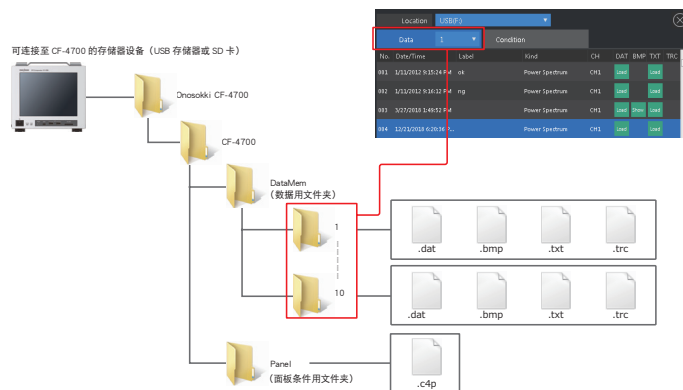 Location USB(F:)
Data 1 Condition
No. Date/Time Label Kind CH DAT BMP TXT TRC
001 1/11/2012 9:15:24 PM ok Power Spectrum CH1 Load Load
002 1/11/2012 9:16:12 PM ng Power Spectrum CH1 Load Load
003 3/27/2018 1:49:52 PM Power Spectrum CH1 Load Show Load
004 12/21/2018 6:20:36 P... Power Spectrum CH1 Load Load
可连接至 CF-4700 的存储器设备（USB 存储器或 SD 卡）
Onosokki CF-4700
CF-4700
DataMem
（数据用文件夹）
1
.dat .bmp .txt .trc
10
.dat .bmp .txt .trc
Panel
（面板条件用文件夹）
.c4p